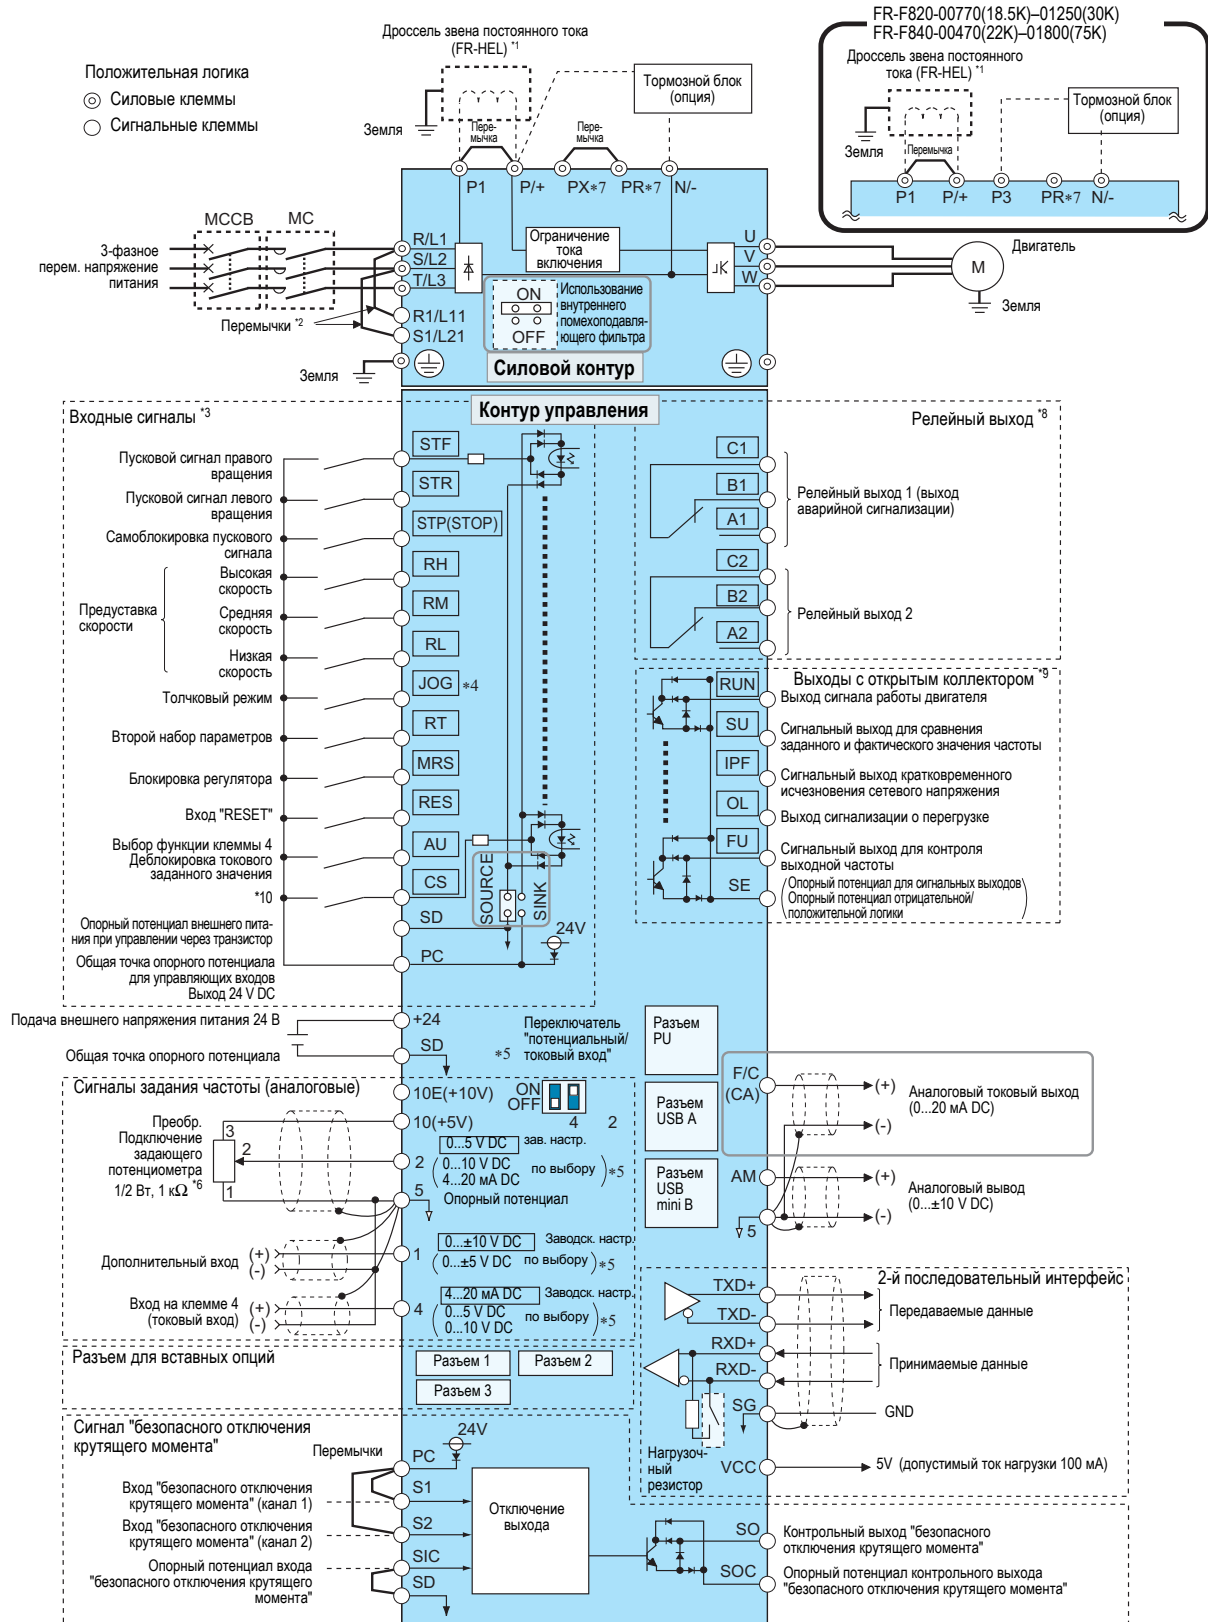 FR-F820-00770(18.5K)–01250(30K)
FR-F840-00470(22K)–01800(75K)
Дроссель звена постоянного
тока (FR-HEL) *1
Тормозной блок
(опция)
Земля
Перемычка
P1
P/+
P3
PR*7
N/-
Дроссель звена постоянного тока
(FR-HEL) *1
Положительная логика
Силовые клеммы
Сигнальные клеммы
Земля
Пере-
мычка
Пере-
мычка
Тормозной блок
(опция)
P1
P/+
PX*7
PR*7
N/-
MCCB
MC
3-фазное
перем. напряжение
питания
R/L1
S/L2
T/L3
R1/L11
S1/L21
Перемычки *2
Земля
Ограничение
тока
включения
ON
OFF
Использование
внутреннего
помехоподавля-
ющего фильтра
U
V
W
Двигатель
M
Земля
Силовой контур
Контур управления
Входные сигналы *3
Пусковой сигнал правого
вращения
STF
Пусковой сигнал левого
вращения
STR
Самоблокировка пускового
сигнала
STP(STOP)
Предуставка
скорости
Высокая
скорость
RH
Средняя
скорость
RM
Низкая
скорость
RL
Толчковый режим
JOG *4
Второй набор параметров
RT
Блокировка регулятора
MRS
Вход "RESET"
RES
Выбор функции клеммы 4
Деблокировка токового
заданного значения
AU
*10
CS
SOURCE
SINK
Опорный потенциал внешнего пита-
ния при управлении через транзистор
SD
24V
Общая точка опорного потенциала
для управляющих входов
Выход 24 V DC
PC
Релейный выход *8
C1
B1
A1
Релейный выход 1 (выход
аварийной сигнализации)
C2
B2
A2
Релейный выход 2
Выходы с открытым коллектором *9
RUN
Выход сигнала работы двигателя
SU
Сигнальный выход для сравнения
заданного и фактического значения частоты
IPF
Сигнальный выход кратковременного
исчезновения сетевого напряжения
OL
Выход сигнализации о перегрузке
FU
Сигнальный выход для контроля
выходной частоты
SE
Опорный потенциал для сигнальных выходов
Опорный потенциал отрицательной/
положительной логики
Подача внешнего напряжения питания 24 В
+24
Общая точка опорного потенциала
SD
*5
Переключатель
"потенциальный/
токовый вход"
Разъем
PU
Разъем
USB A
Разъем
USB
mini B
F/C
(CA)
(+)
(-)
Аналоговый токовый выход
(0...20 мА DC)
AM
5
(+)
(-)
Аналоговый вывод
(0...±10 V DC)
Сигналы задания частоты (аналоговые)
10E(+10V)
ON
OFF
4
2
10(+5V)
Преобр.
Подключение
задающего
потенциометра
1/2 Вт, 1 кΩ *6
3
2
1
2
0...5 V DC
зав. настр.
(0...10 V DC
4...20 мА DC
по выбору) *5
5
Опорный потенциал
Дополнительный вход
(+)
(-)
1
0...±10 V DC
Заводск. настр.
(0...±5 V DC по выбору) *5
Вход на клемме 4
(токовый вход)
(+)
(-)
4
4...20 мА DC
Заводск. настр.
(0...5 V DC
0...10 V DC
по выбору) *5
2-й последовательный интерфейс
TXD+
TXD-
Передаваемые данные
RXD+
RXD-
Принимаемые данные
SG
GND
Нагрузоч-
ный
резистор
VCC
5V (допустимый ток нагрузки 100 мА)
Разъем для вставных опций
Разъем 1
Разъем 2
Разъем 3
Сигнал "безопасного отключения
крутящего момента"
Перемычки
24V
PC
Вход "безопасного отключения
крутящего момента" (канал 1)
S1
Вход "безопасного отключения
крутящего момента" (канал 2)
S2
Опорный потенциал входа
"безопасного отключения крутящего
момента"
SIC
SD
Отключение
выхода
SO
Контрольный выход "безопасного
отключения крутящего момента"
SOC
Опорный потенциал контрольного выхода
"безопасного отключения крутящего момента"